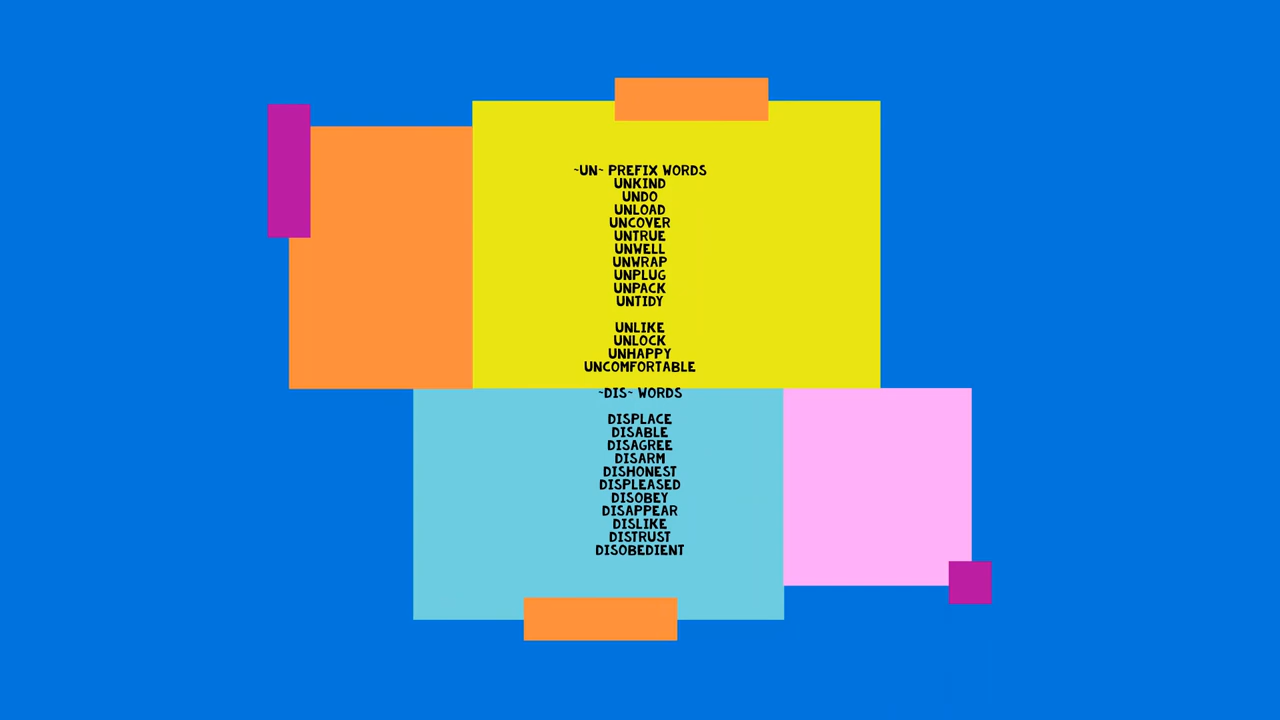 ~UN~ PREFIX WORDS
UNKIND
UNDO
UNLOAD
UNCOVER
UNTRUE
UNWELL
UNWRAP
UNPLUG
UNPACK
UNTIDY
UNLIKE
UNLOCK
UNHAPPY
UNCOMFORTABLE
~DIS~ WORDS
DISPLACE
DISABLE
DISAGREE
DISARM
DISHONEST
DISPLEASED
DISOBEY
DISAPPEAR
DISLIKE
DISTRUST
DISOBEDIENT